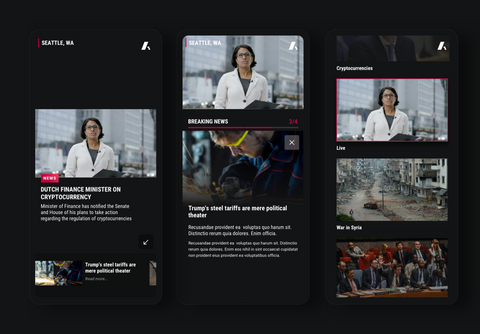 SEATTLE, WA
NEWS
DUTCH FINANCE MINISTER ON
CRYPTOCURRENCY
Minister of Finance has notified the Senate
and House of his plans to take action
regarding the regulation of cryptocurrencies
Trump's steel tariffs are
mere political theater
Read more...
SEATTLE, WA
BREAKING NEWS
3/6
Trump's steel tariffs are mere political
theater
Recusandae provident ea voluptas quo harum sit.
Distinctio rerum quia dolores. Enim officia.
Recusandae provident ea voluptas quo harum sit. Distinctio
rerum quia dolores. Enim eos nihil in sint occaecat cupidatat
non provident eius provident ea voluptatibus officia.
Cryptocurrencies
Live
War in Syria